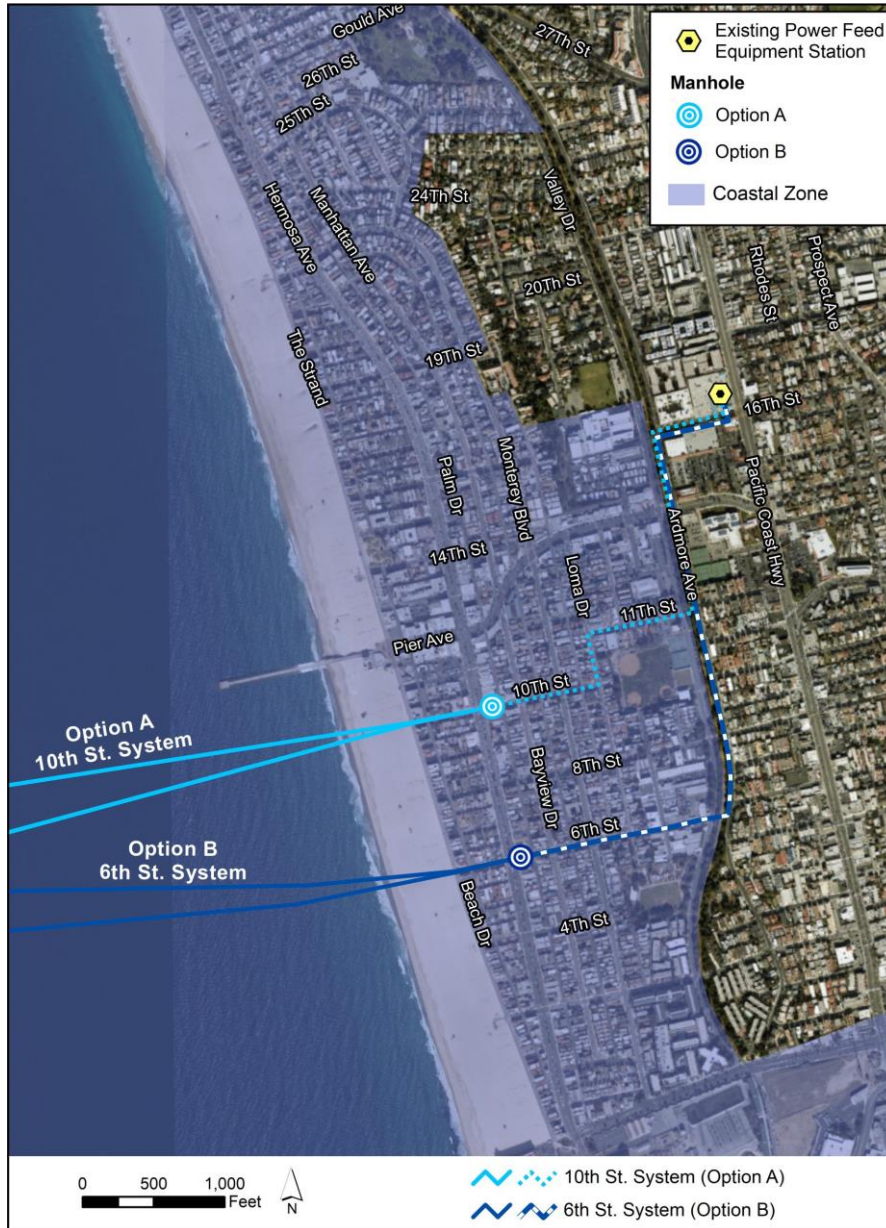 Gould Ave
27Th St
26Th St
25Th St
Existing Power Feed
Equipment Station
Manhole
Option A
Option B
Coastal Zone
24Th St
Valley Dr
Hermosa Ave
Manhattan Ave
20Th St
Rhodes St
Prospect Ave
The Strand
19Th St
16Th St
Palm Dr
Monterey Blvd
Pacific Coast Hwy
Ardmore Ave
14Th St
Loma Dr
11Th St
Pier Ave
10Th St
Option A
10th St. System
Bayview Dr
8Th St
6Th St
Option B
6th St. System
Beach Dr
4Th St
0 500 1,000
Feet
N
10th St. System (Option A)
6th St. System (Option B)